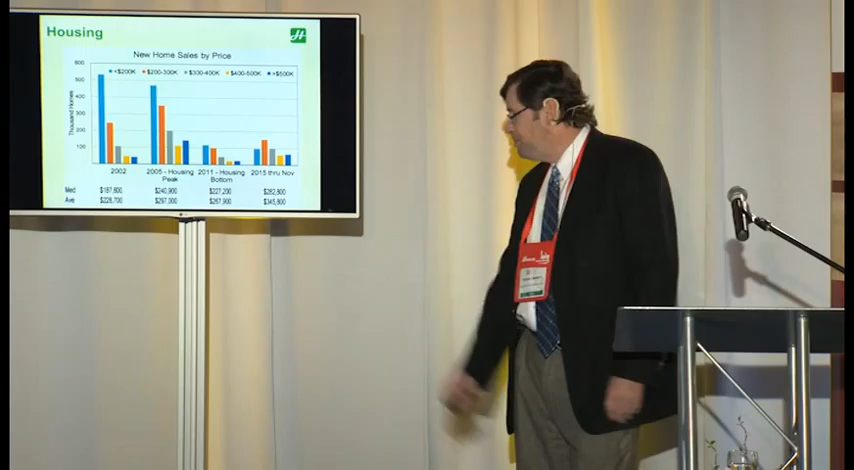 Housing
New Home Sales by Price
<$200K $200-300K $300-400K $400-500K >$500K
600
500
400
300
200
100
Thousand Homes
2002 2005 - Housing Peak 2011 - Housing Bottom 2015 thru Nov
Med $187,600 $240,900 $227,200 $282,800
Ave $228,700 $297,000 $267,900 $345,800